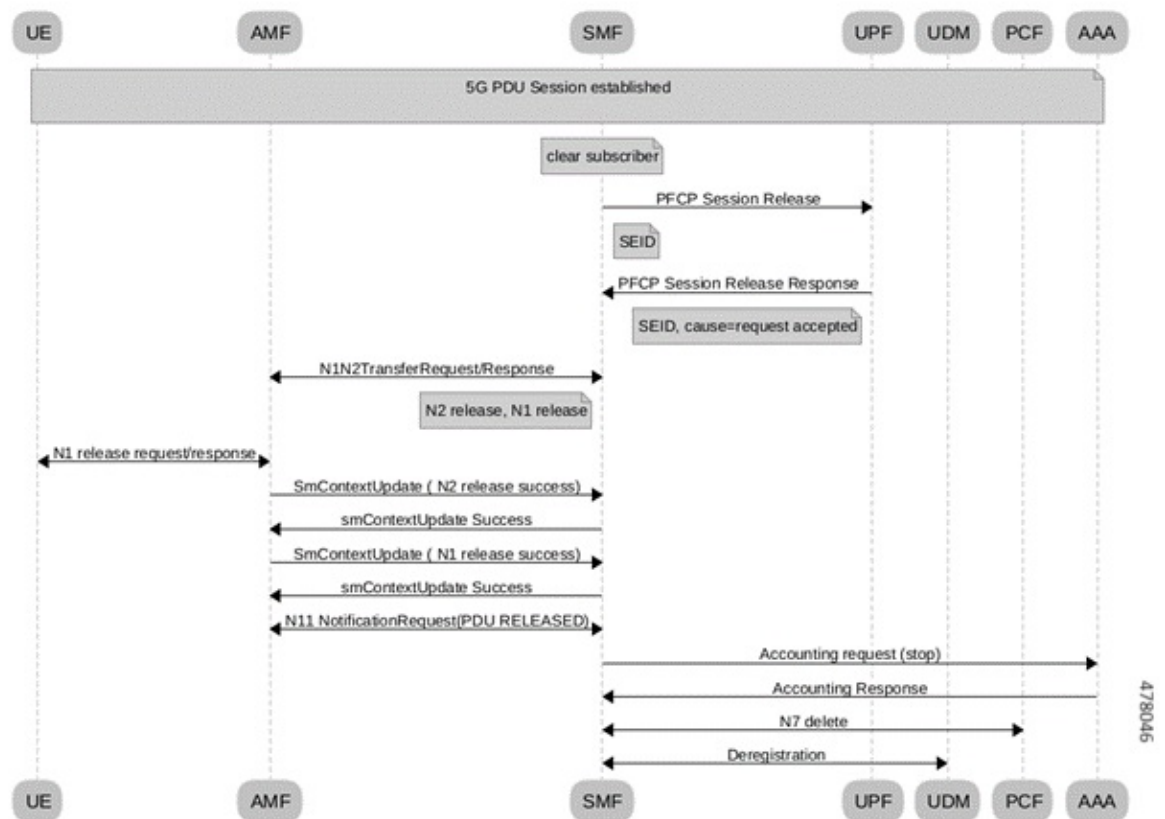 UE AMF SMF UPF UDM PCF AAA
5G PDU Session established
clear subscriber
PFCP Session Release
SEID
PFCP Session Release Response
SEID, cause=request accepted
N1N2TransferRequest/Response
N2 release, N1 release
N1 release request/response
SmContextUpdate ( N2 release success)
smContextUpdate Success
SmContextUpdate ( N1 release success)
smContextUpdate Success
N11 NotificationRequest(PDU RELEASED)
Accounting request (stop)
Accounting Response
N7 delete
Deregistration
UE AMF SMF UPF UDM PCF AAA
478046